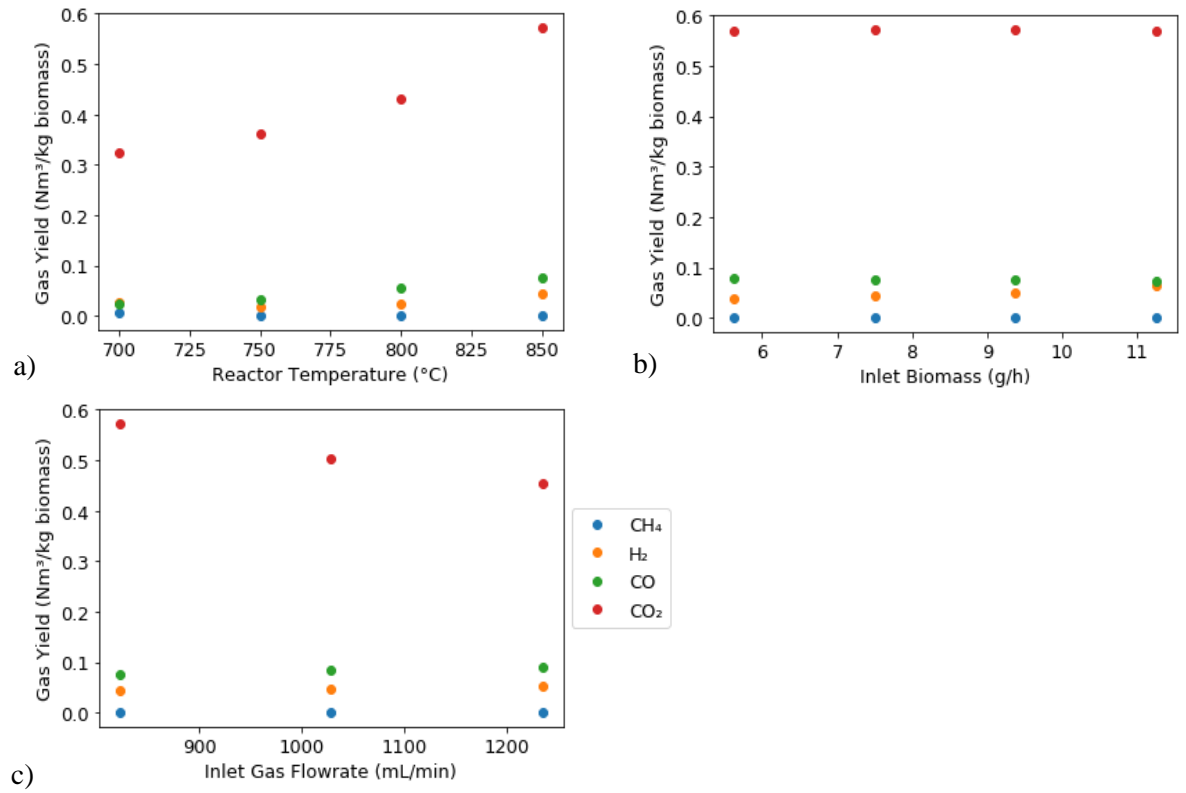 0.6
0.5
0.4
0.3
0.2
0.1
0.0
Gas Yield (Nm³/kg biomass)
700 725 750 775 800 825 850
Reactor Temperature (°C)
a)
0.6
0.5
0.4
0.3
0.2
0.1
0.0
Gas Yield (Nm³/kg biomass)
6 7 8 9 10 11
Inlet Biomass (g/h)
b)
0.6
0.5
0.4
0.3
0.2
0.1
0.0
Gas Yield (Nm³/kg biomass)
900 1000 1100 1200
Inlet Gas Flowrate (mL/min)
c)
CH₄
H₂
CO
CO₂